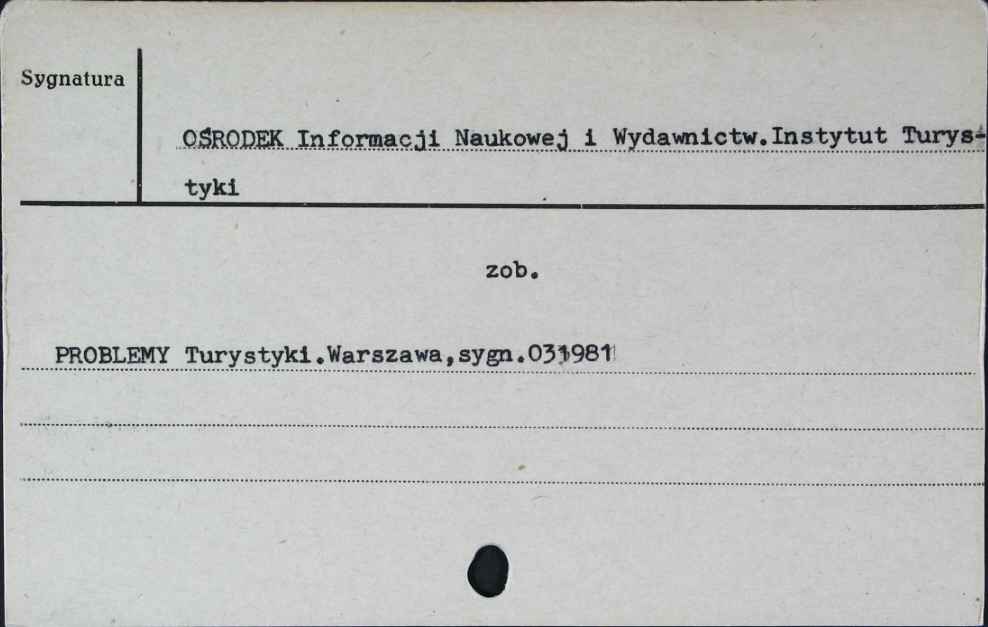 Sygnatura
OŚRODEK Informacji Naukowej i Wydawnictw.Instytut Turys-
tyki
zob.
PROBLEMY Turystyki.Warszawa,sygn.031981